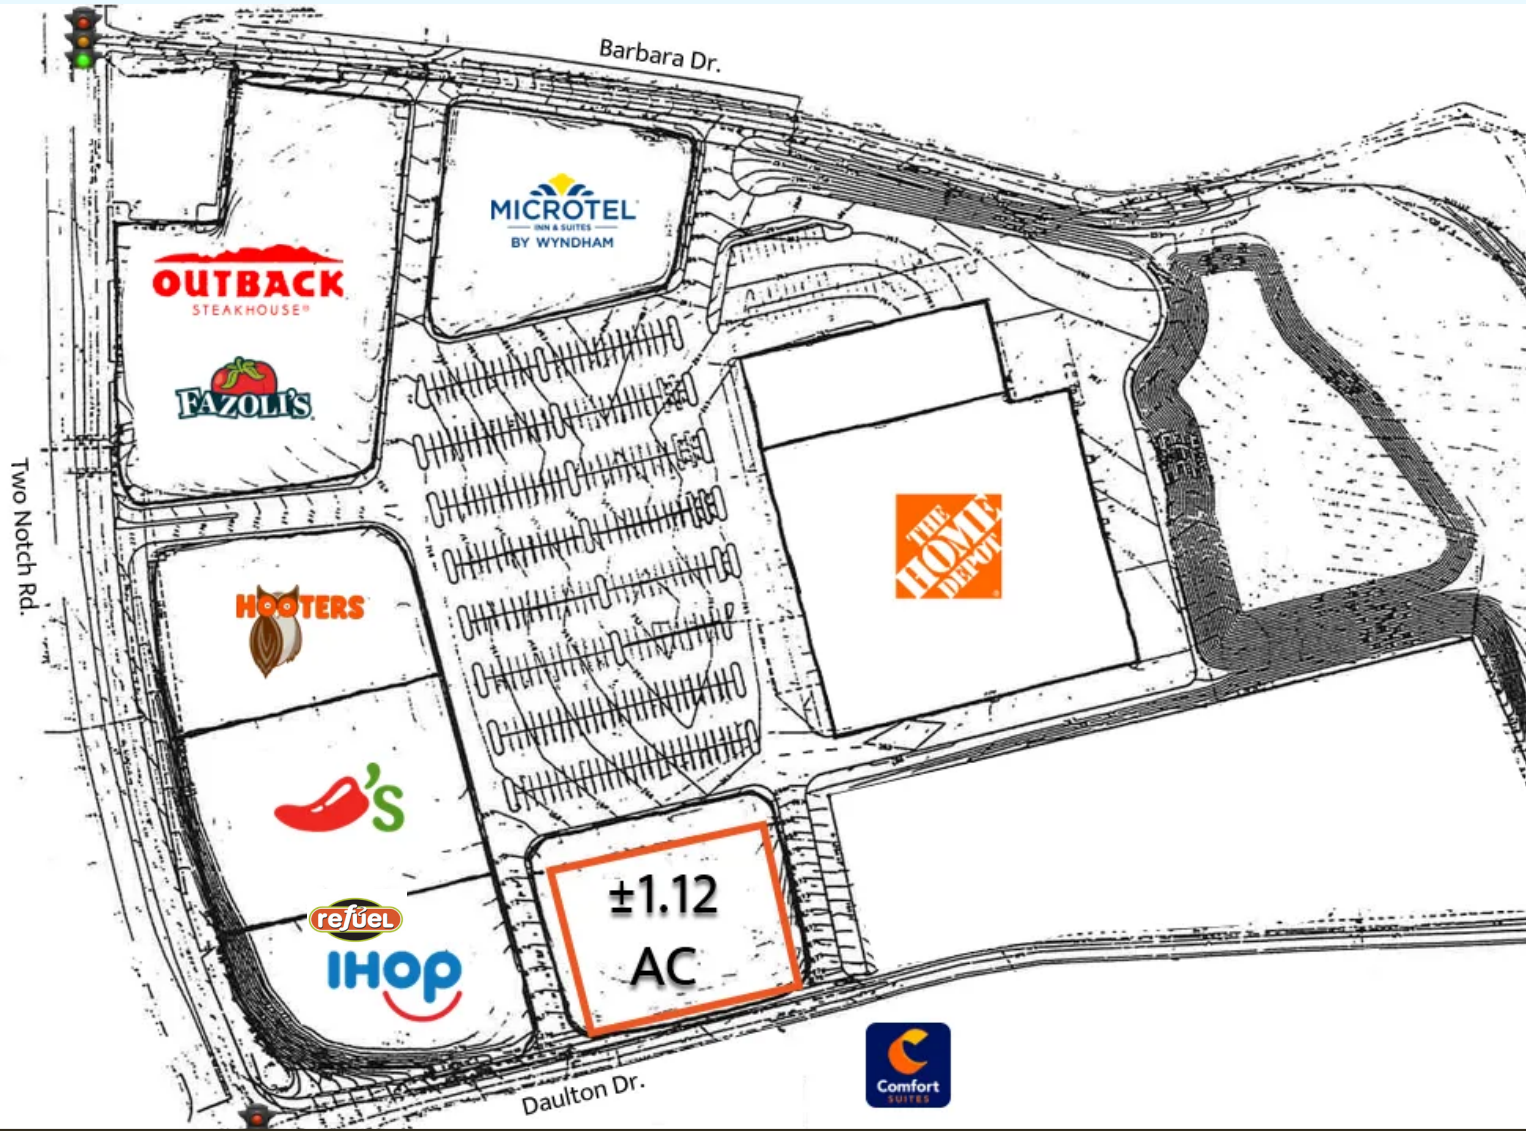 Barbara Dr.
MICROTEL
INN & SUITES
BY WYNDHAM
OUTBACK
STEAKHOUSE®
FAZOLI'S
Two Notch Rd.
THE
HOME
DEPOT
HOOTERS
'S
refuel
IHOP
±1.12
AC
Comfort
SUITES
Daulton Dr.